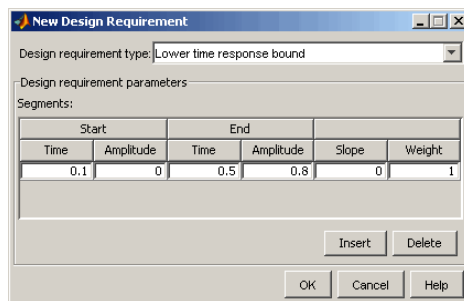 New Design Requirement
Design requirement type: Lower time response bound
Design requirement parameters
Segments:
Start End
Time Amplitude Time Amplitude Slope Weight
0.1 0 0.5 0.8 0 1
Insert Delete
OK Cancel Help